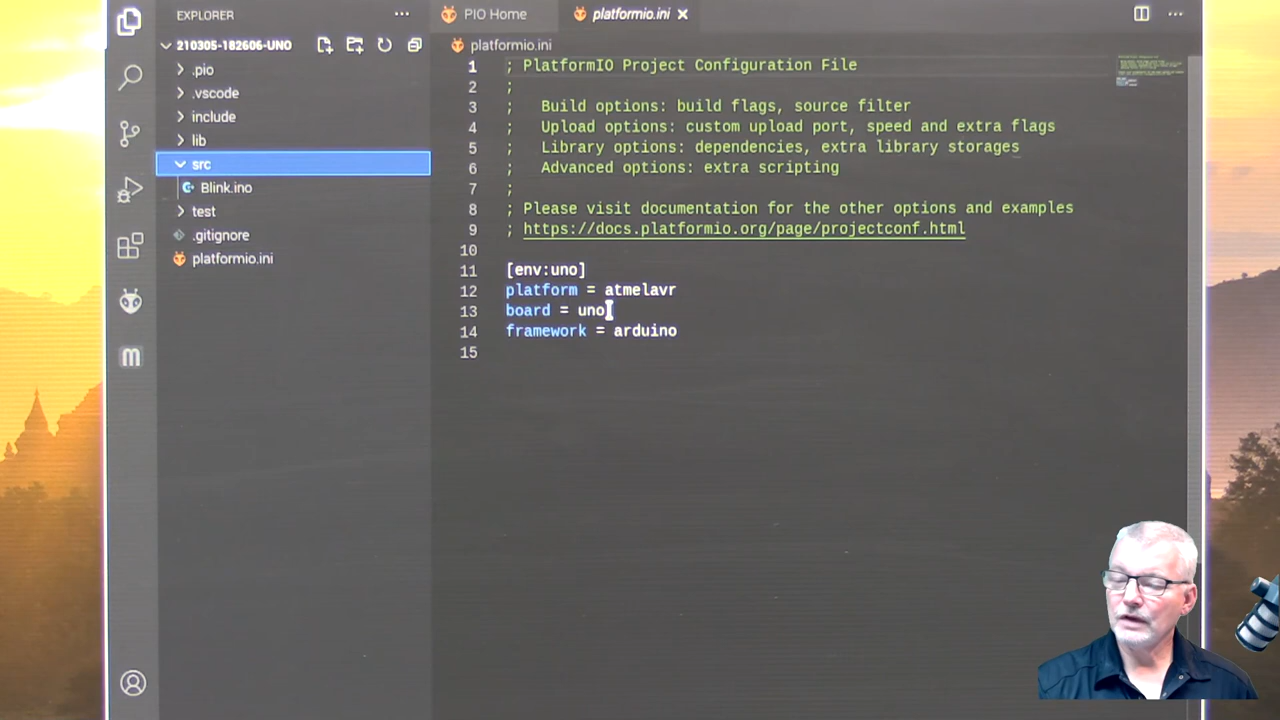 EXPLORER
210305-182606-UNO
.pio
.vscode
include
lib
src
Blink.ino
test
.gitignore
platformio.ini
PIO Home
platformio.ini
platformio.ini
1 ; PlatformIO Project Configuration File
2 ;
3 ; Build options: build flags, source filter
4 ; Upload options: custom upload port, speed and extra flags
5 ; Library options: dependencies, extra library storages
6 ; Advanced options: extra scripting
7 ;
8 ; Please visit documentation for the other options and examples
9 ; https://docs.platformio.org/page/projectconf.html
10
11 [env:uno]
12 platform = atmelavr
13 board = uno
14 framework = arduino
15